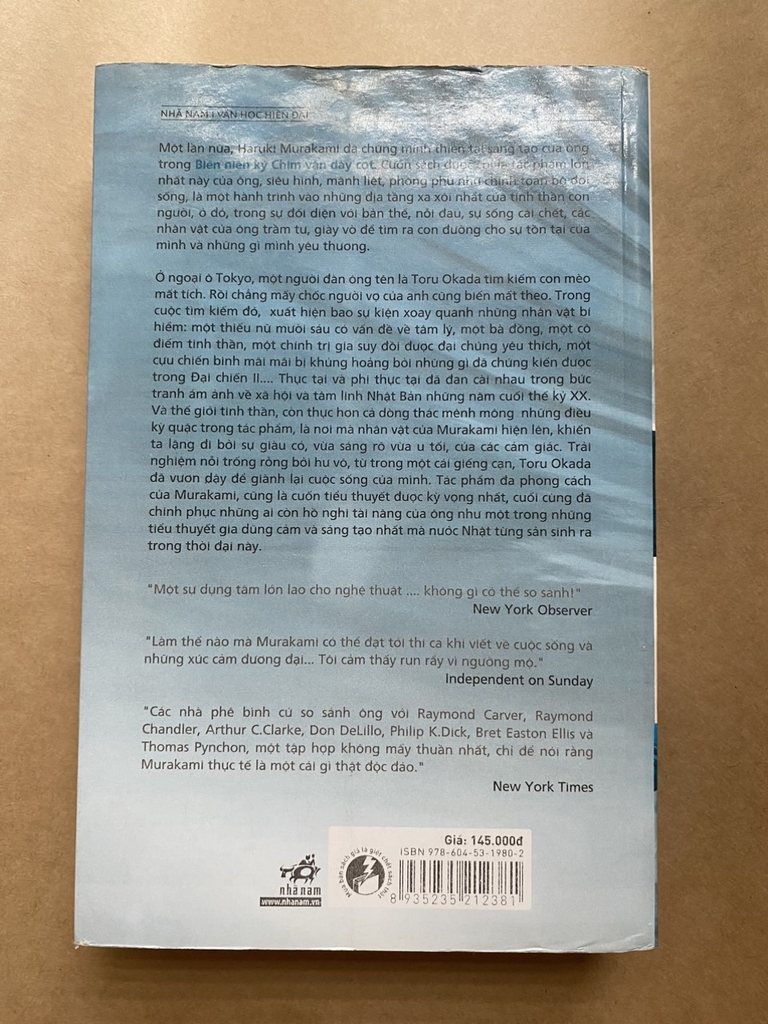 NHÃ NAM | VĂN HỌC HIỆN ĐẠI
Một lần nữa, Haruki Murakami đã chứng minh thiên tài sáng tạo của ông
trong Biên niên ký Chim vặn dây cót. Cuốn sách được tác phẩm lớn
nhất này của ông, siêu hình, mãnh liệt, phong phú như chính toàn bộ đời
sống, là một hành trình vào những địa tầng xa xôi nhất của tinh thần con
người, ở đó, trong sự đối diện với bản thể, nỗi đau, sự sống cái chết, các
nhân vật của ông trầm tư, giày vò để tìm ra con đường cho sự tồn tại của
mình và những gì mình yêu thương.
Ở ngoại ô Tokyo, một người đàn ông tên là Toru Okada tìm kiếm con mèo
mất tích. Rồi chẳng mấy chốc người vợ của anh cũng biến mất theo. Trong
cuộc tìm kiếm đó, xuất hiện bao sự kiện xoay quanh những nhân vật bí
hiểm: một thiếu nữ mười sáu có vấn đề về tâm lý, một bà đồng, một cô
điếm tinh thần, một chính trị gia suy đồi được đại chúng yêu thích, một
cựu chiến binh mãi mãi bị khủng hoảng bởi những gì đã chứng kiến được
trong Đại chiến II.... Thực tại và phi thực tại đã đan cài nhau trong bức
tranh ám ảnh về xã hội và tâm linh Nhật Bản những năm cuối thế kỷ XX.
Và thế giới tinh thần, còn thực hơn cả dòng thác mênh mông những điều
kỳ quặc trong tác phẩm, là nơi mà nhân vật của Murakami hiện lên, khiến
ta lặng đi bởi sự giàu có, vừa sáng rõ vừa u tối, của các cảm giác. Trải
nghiệm nỗi trống rỗng bởi hư vô, từ trong một cái giếng cạn, Toru Okada
đã vươn dậy để giành lại cuộc sống của mình. Tác phẩm đa phong cách
của Murakami, cũng là cuốn tiểu thuyết được kỳ vọng nhất, cuối cùng đã
chinh phục những ai còn hồ nghi tài năng của ông như một trong những
tiểu thuyết gia dũng cảm và sáng tạo nhất mà nước Nhật từng sản sinh ra
trong thời đại này.
"Một sự dụng tâm lớn lao cho nghệ thuật .... không gì có thể so sánh!"
New York Observer
"Làm thế nào mà Murakami có thể đạt tới thi ca khi viết về cuộc sống và
những xúc cảm đương đại... Tôi cảm thấy run rẩy vì ngưỡng mộ."
Independent on Sunday
"Các nhà phê bình cứ so sánh ông với Raymond Carver, Raymond
Chandler, Arthur C.Clarke, Don DeLillo, Philip K.Dick, Bret Easton Ellis và
Thomas Pynchon, một tập hợp không mấy thuần nhất, chỉ để nói rằng
Murakami thực tế là một cái gì thật độc đáo."
New York Times
nhã nam
www.nhanam.vn
Mua bán sách giả là giết chết sách thật
Giá: 145.000đ
ISBN 978-604-53-1980-2
8 935235 212381